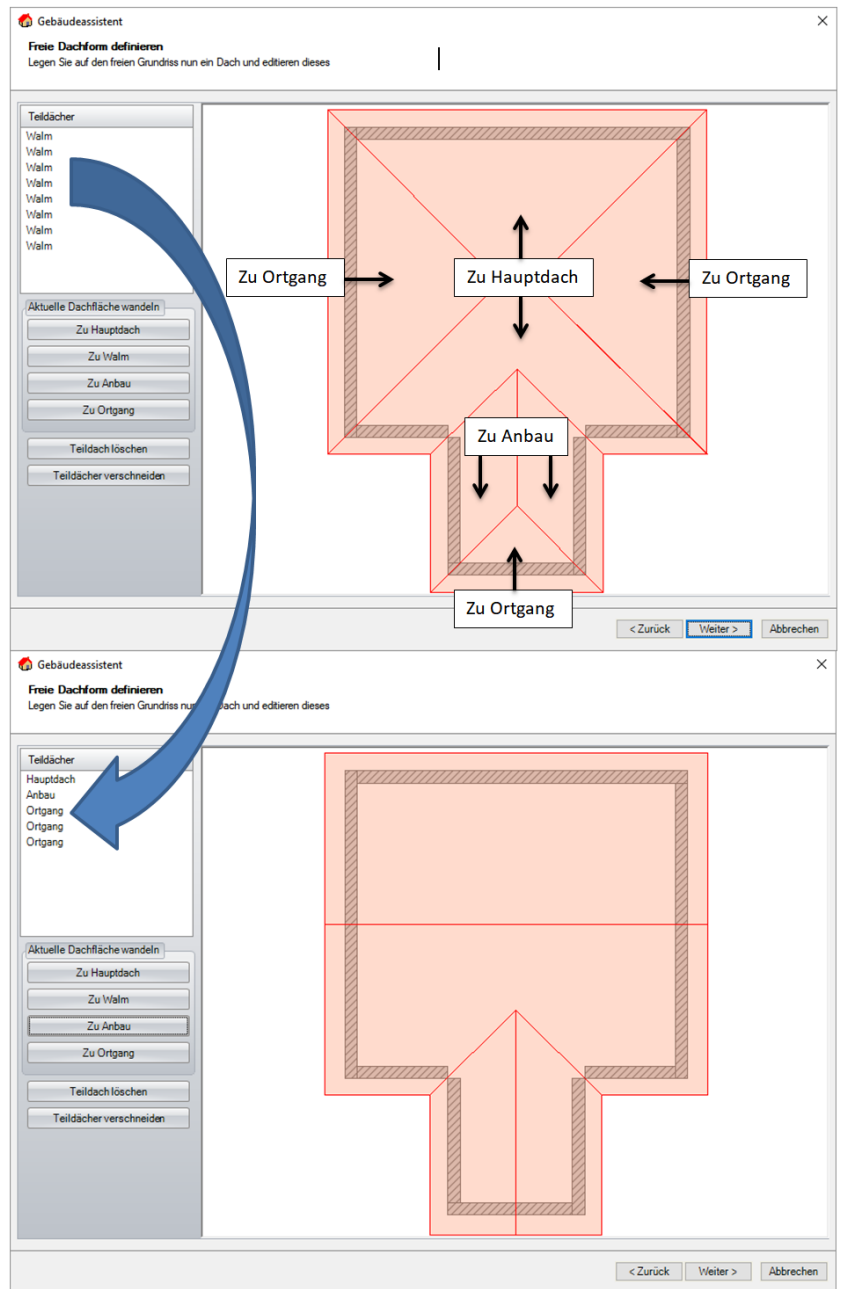 Gebäudeassistent
Freie Dachform definieren
Legen Sie auf den freien Grundriss nun ein Dach und editieren dieses
Teildächer
Walm
Walm
Walm
Walm
Walm
Walm
Walm
Walm
Aktuelle Dachfläche wandeln
Zu Hauptdach
Zu Walm
Zu Anbau
Zu Ortgang
Teildach löschen
Teildächer verschneiden
Zu Ortgang
Zu Hauptdach
Zu Ortgang
Zu Anbau
Zu Ortgang
< Zurück
Weiter >
Abbrechen
Gebäudeassistent
Freie Dachform definieren
Legen Sie auf den freien Grundriss nun Dach und editieren dieses
Teildächer
Hauptdach
Anbau
Ortgang
Ortgang
Ortgang
Aktuelle Dachfläche wandeln
Zu Hauptdach
Zu Walm
Zu Anbau
Zu Ortgang
Teildach löschen
Teildächer verschneiden
< Zurück
Weiter >
Abbrechen